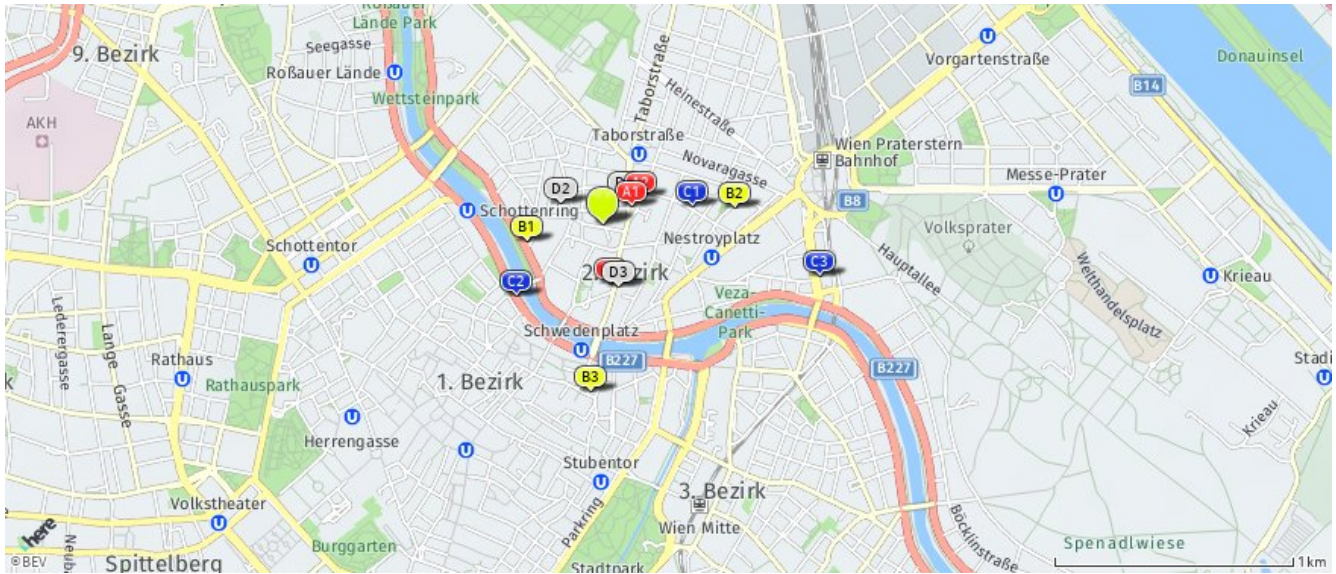 Roßauer
Lände Park
Seegasse
9. Bezirk
Roßauer Lände
U
Wettsteinpark
AKH
Taborstraße
Heinestraße
Taborstraße
U
Novaragasse
Vorgartenstraße
U
Donauinsel
B14
Wien Praterstern
Bahnhof
Messe-Prater
U
B8
D2
A1
C1
B2
U
Schottenring
B1
Schottentor
U
Nestroyplatz
U
Volksprater
Hauptallee
C3
Krieau
U
Welthandelsplatz
2. Bezirk
D3
C2
Veza-
Canetti-
Park
Schwedenplatz
U
B227
B3
B227
Lederergasse
Lange Gasse
Rathaus
U
Rathauspark
1. Bezirk
U
Herrengasse
U
Stubentor
U
3. Bezirk
Wien Mitte
Parkring
Stadtpark
Volkstheater
U
Burggarten
Spittelberg
Böcklinstraße
Spenadlwiese
Krieau
Stadi
U
here
©BEV
Neuba
1km